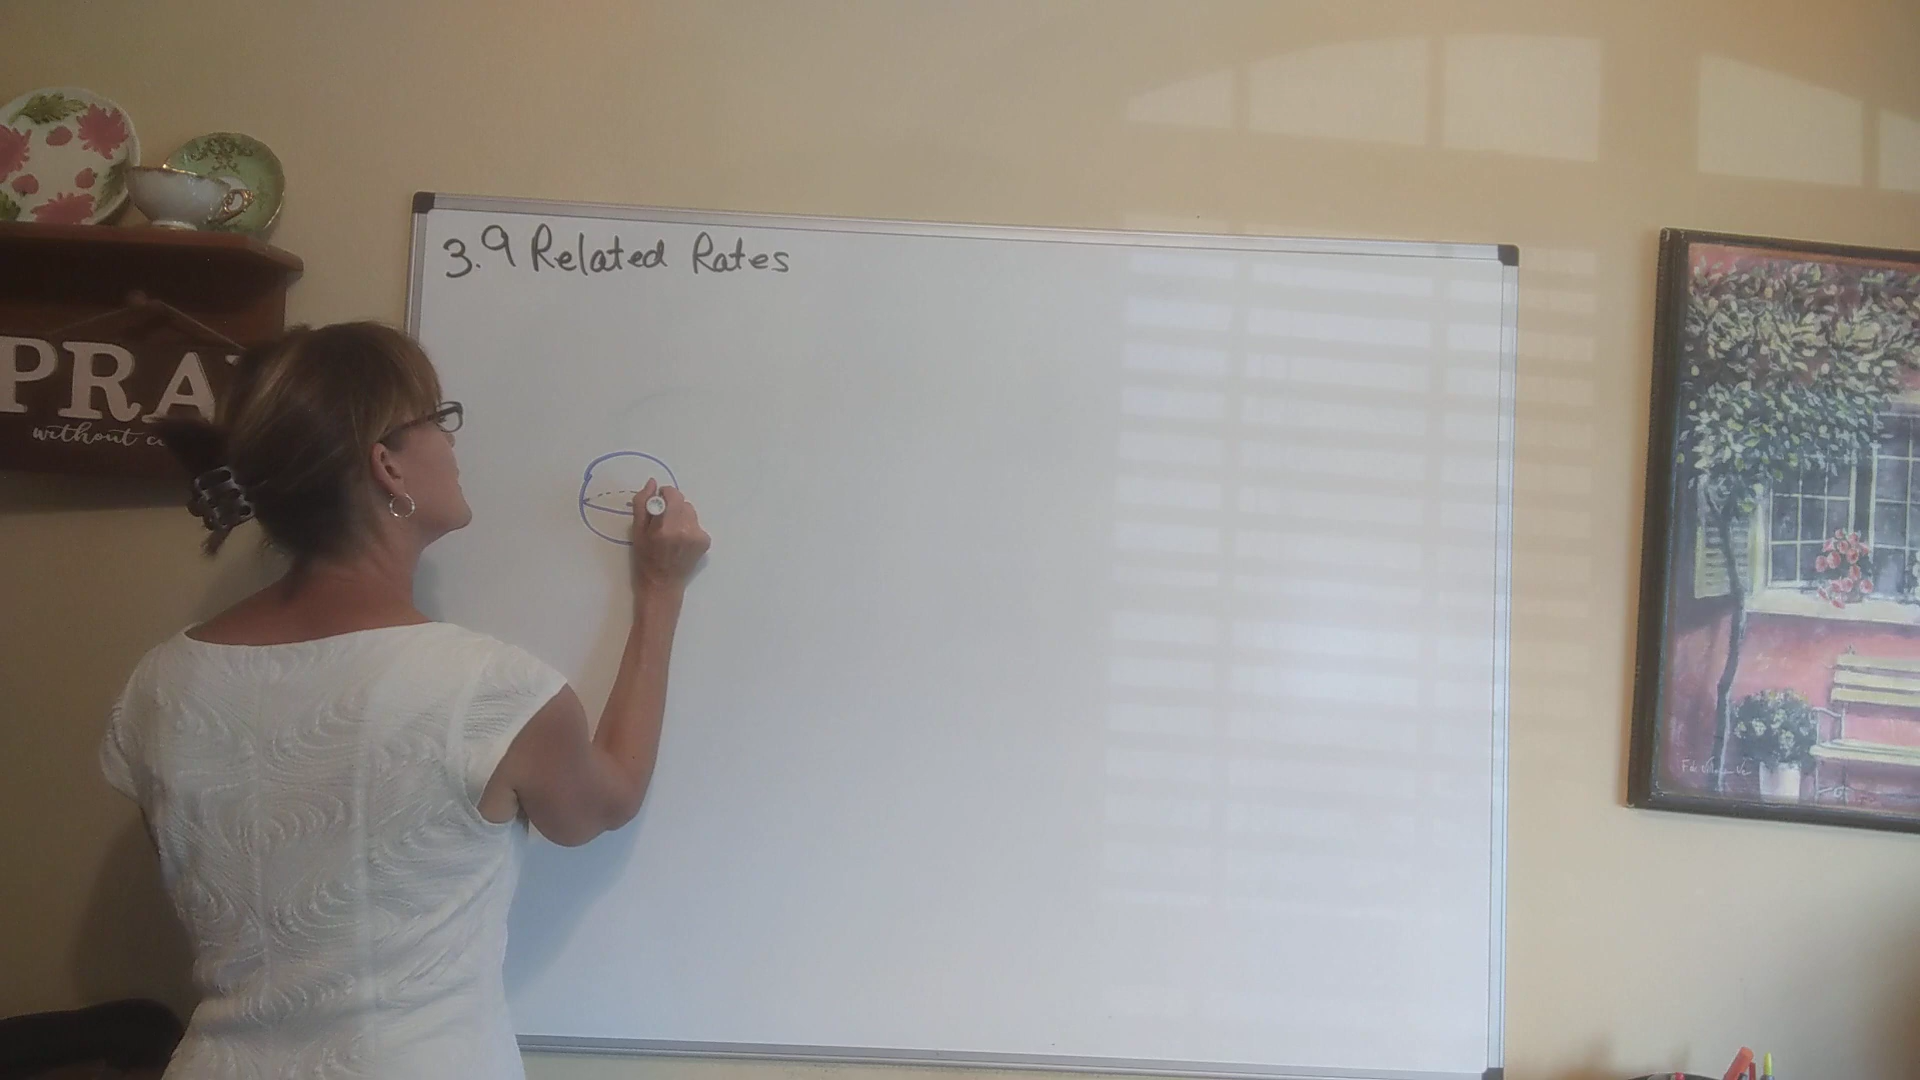 3.9 Related Rates
PRA
without